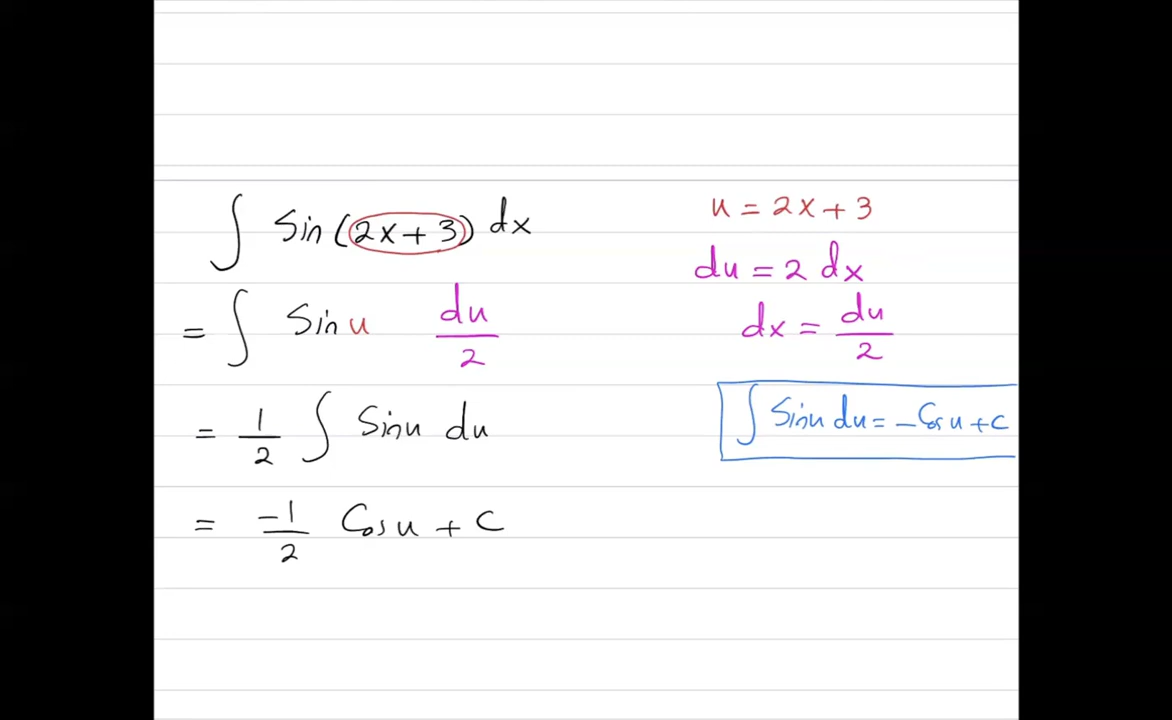 ∫ Sin (2x + 3) dx
= ∫ Sin u du/2
= 1/2 ∫ Sin u du
= -1/2 Cos u + C
u = 2x + 3
du = 2 dx
dx = du/2
∫ Sin u du = - Cos u + C